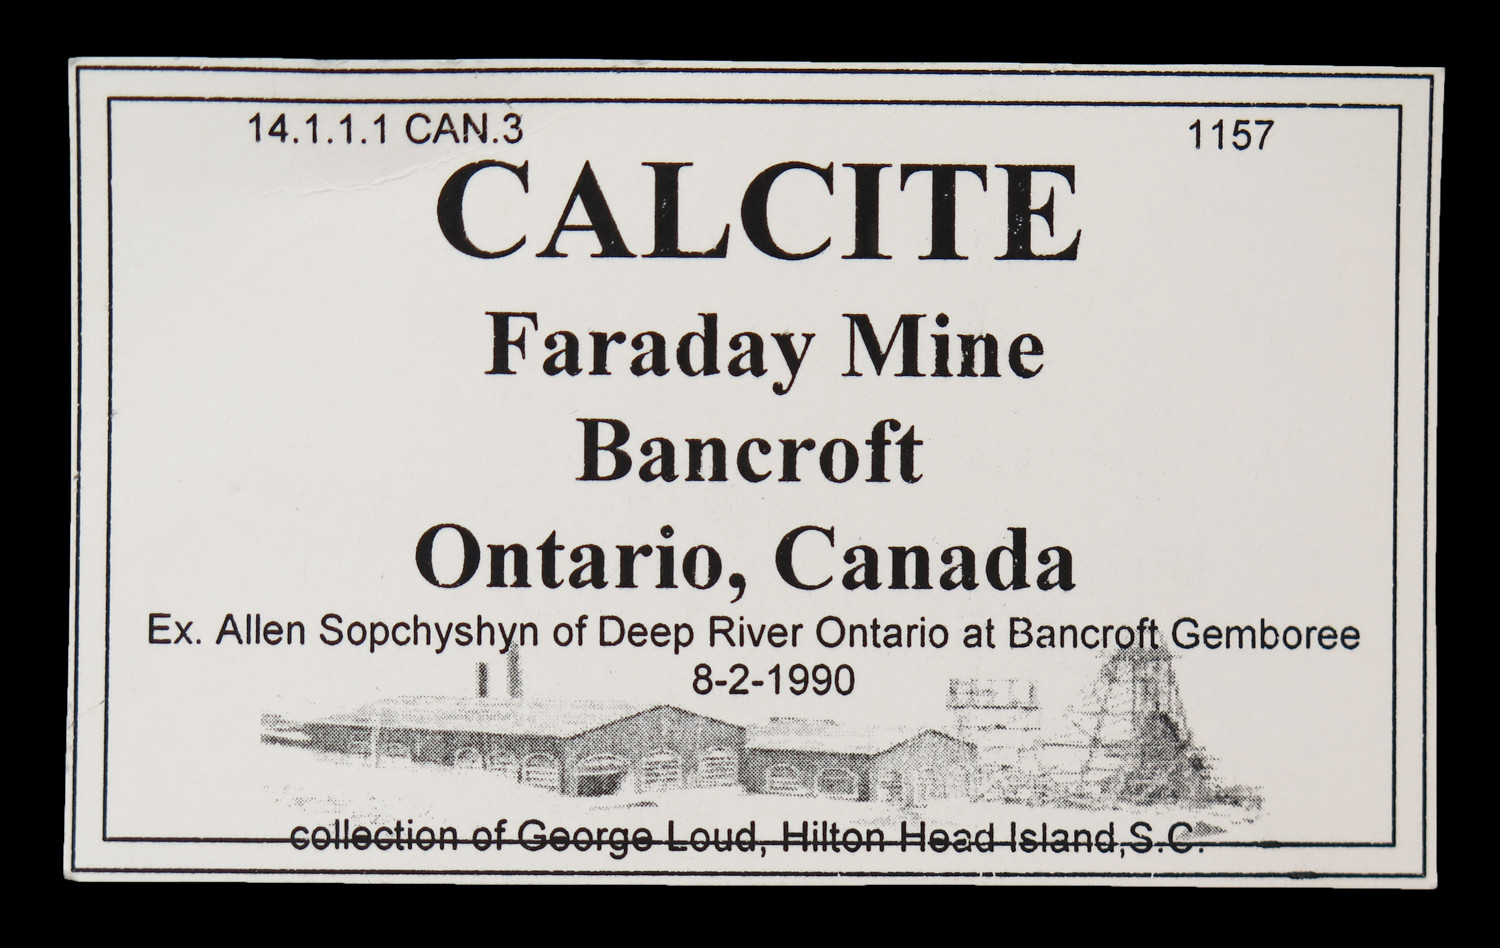 14.1.1.1 CAN.3 1157
CALCITE
Faraday Mine
Bancroft
Ontario, Canada
Ex. Allen Sopchyshyn of Deep River Ontario at Bancroft Gemboree
8-2-1990
collection of George Loud, Hilton Head Island,S.C.